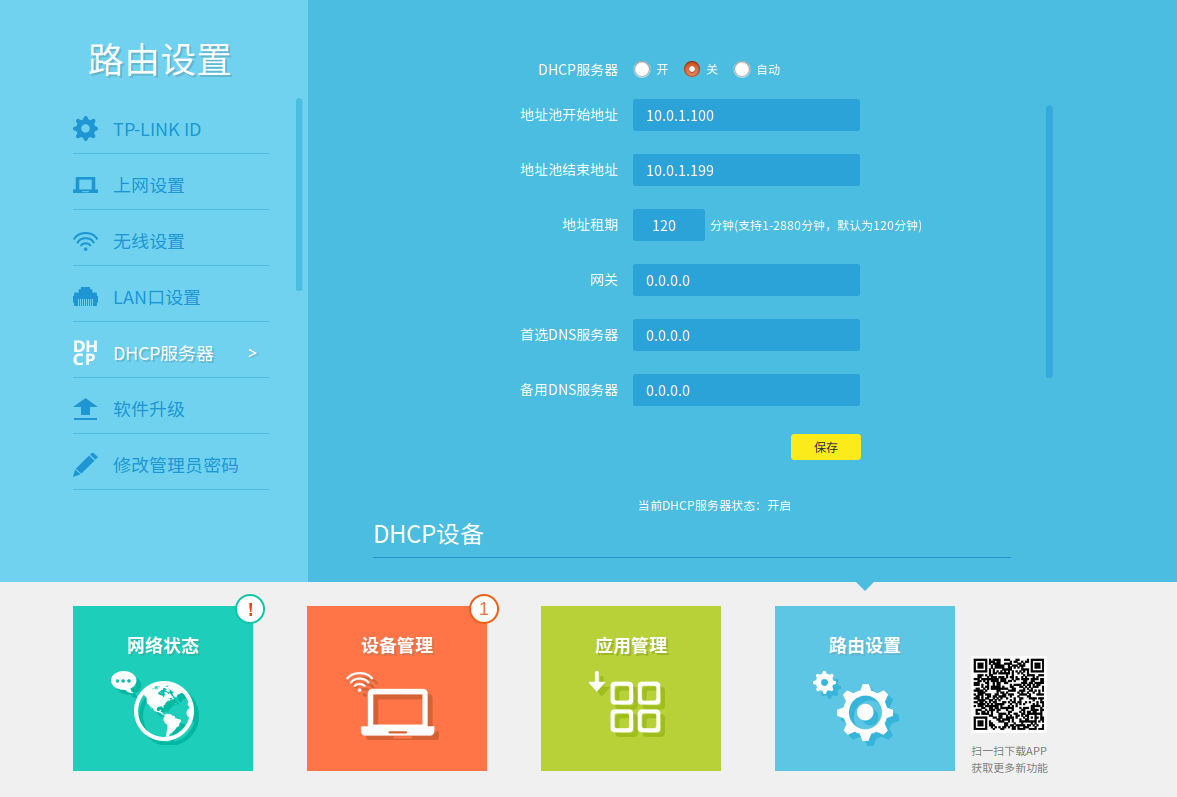 路由设置
TP-LINK ID
上网设置
无线设置
LAN口设置
DH
CP
DHCP服务器 >
软件升级
修改管理员密码
DHCP服务器 开 关 自动
地址池开始地址 10.0.1.100
地址池结束地址 10.0.1.199
地址租期 120 分钟(支持1-2880分钟，默认为120分钟)
网关 0.0.0.0
首选DNS服务器 0.0.0.0
备用DNS服务器 0.0.0.0
保存
当前DHCP服务器状态：开启
DHCP设备
网络状态 !
设备管理 1
应用管理
路由设置
扫一扫下载APP
获取更多新功能